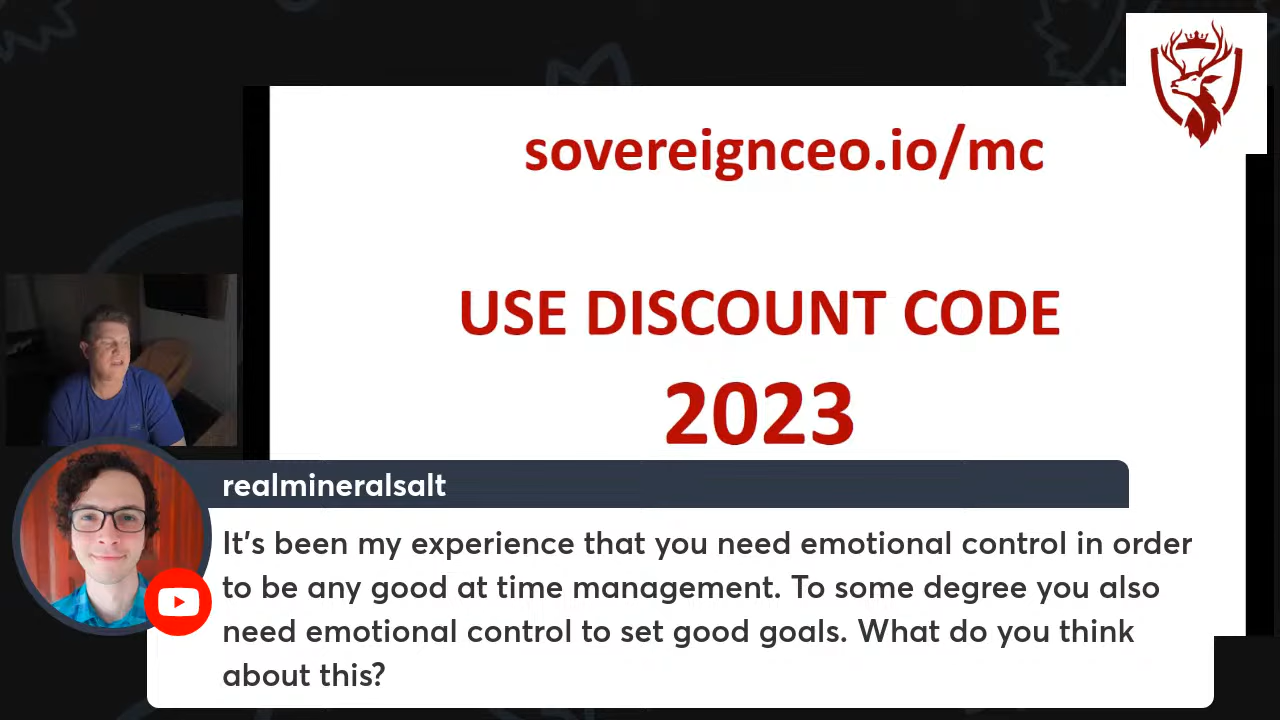 sovereignceo.io/mc
USE DISCOUNT CODE
2023
realmineralsalt
It's been my experience that you need emotional control in order
to be any good at time management. To some degree you also
need emotional control to set good goals. What do you think
about this?